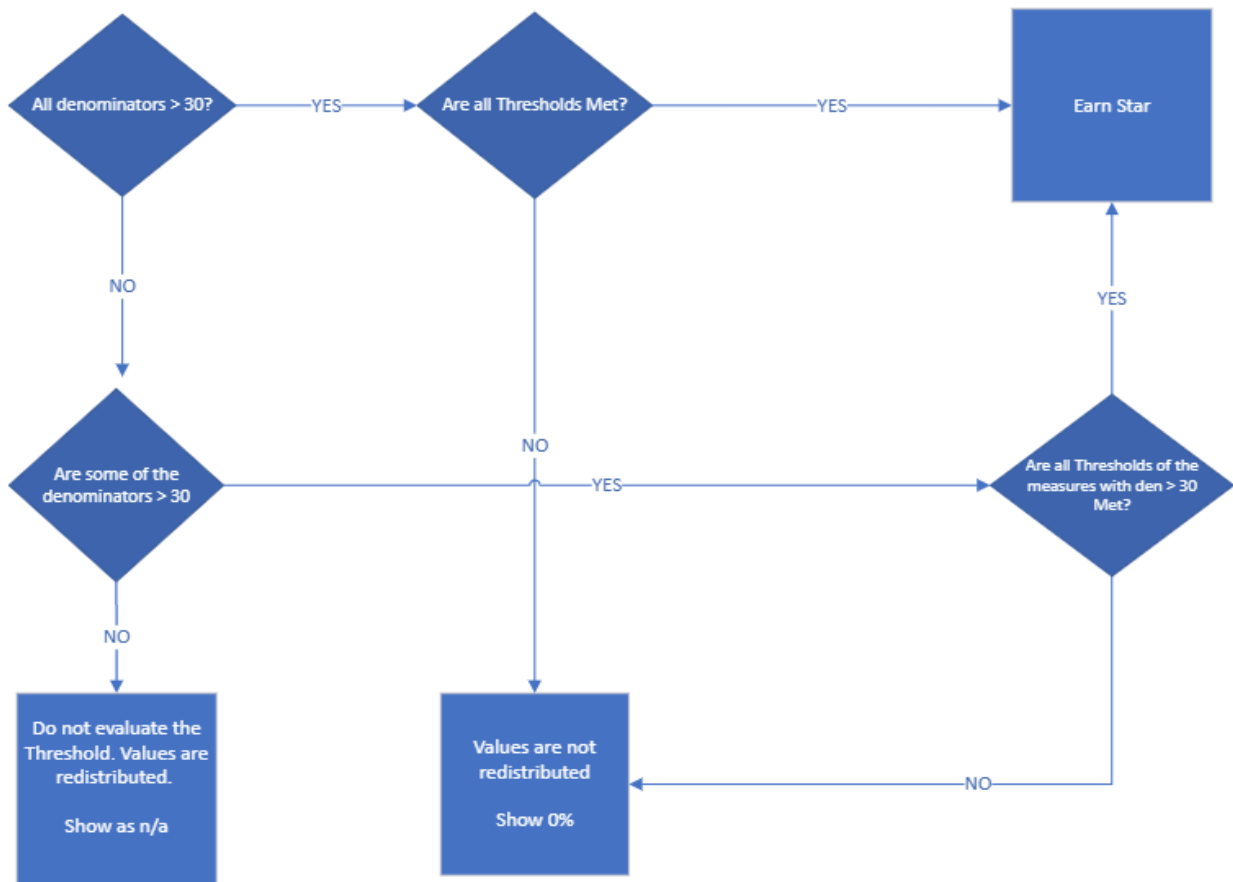 All denominators > 30?
YES
Are all Thresholds Met?
YES
Earn Star
NO
NO
YES
Are some of the
denominators > 30
YES
Are all Thresholds of the
measures with den > 30
Met?
NO
Do not evaluate the
Threshold. Values are
redistributed.
Show as n/a
Values are not
redistributed
Show 0%
NO